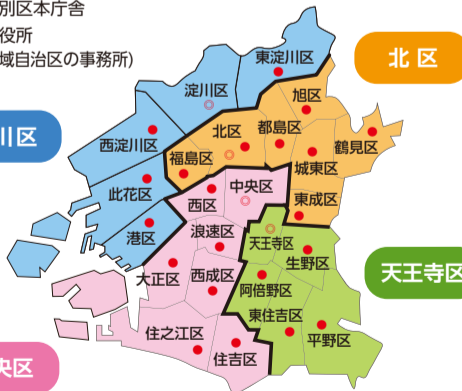 別区本庁舎
役所
域自治区の事務所)
東淀川区
北区
淀川区
旭区
川区
北区
都島区
鶴見区
西淀川区
福島区
城東区
此花区
中央区
東成区
西区
港区
浪速区
天王寺区
生野区
大正区
西成区
阿倍野区
天王寺区
東住吉区
住之江区
平野区
住吉区
央区